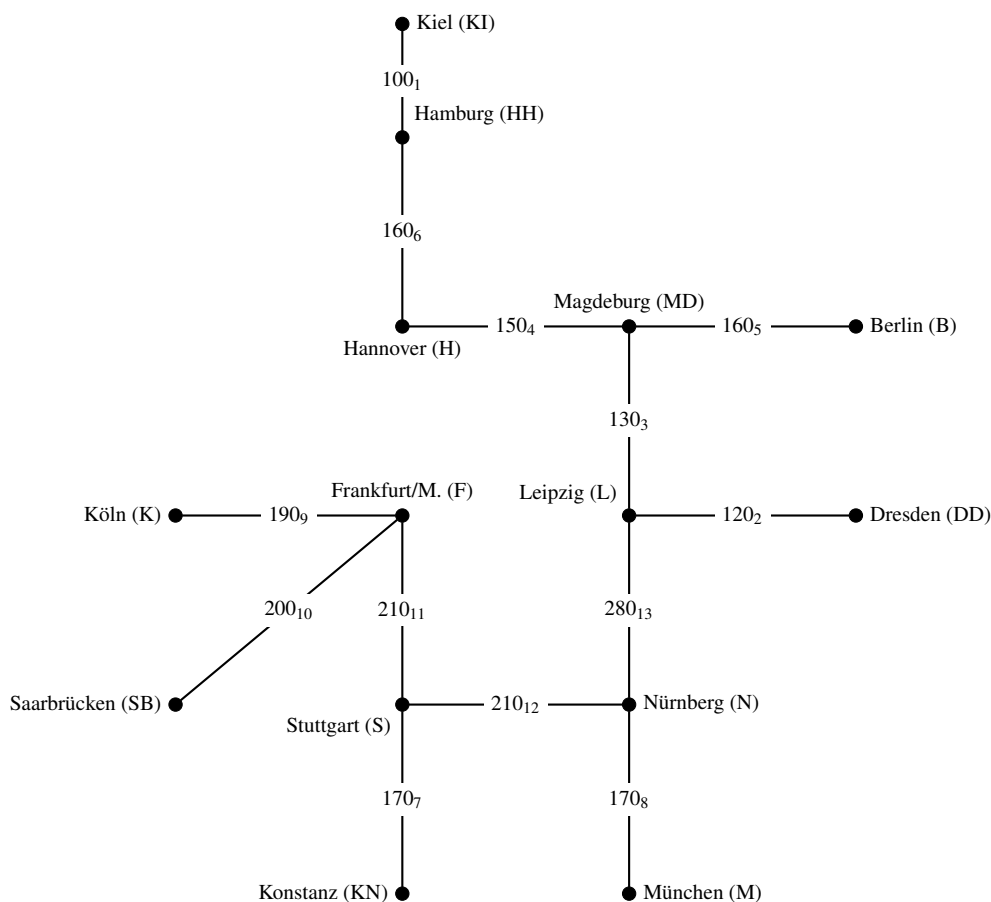 Kiel (KI)
100₁
Hamburg (HH)
160₆
Magdeburg (MD)
150₄
160₅
Berlin (B)
Hannover (H)
130₃
Frankfurt/M. (F)
Leipzig (L)
Köln (K)
190₉
120₂
Dresden (DD)
200₁₀
210₁₁
280₁₃
Saarbrücken (SB)
210₁₂
Nürnberg (N)
Stuttgart (S)
170₇
170₈
Konstanz (KN)
München (M)